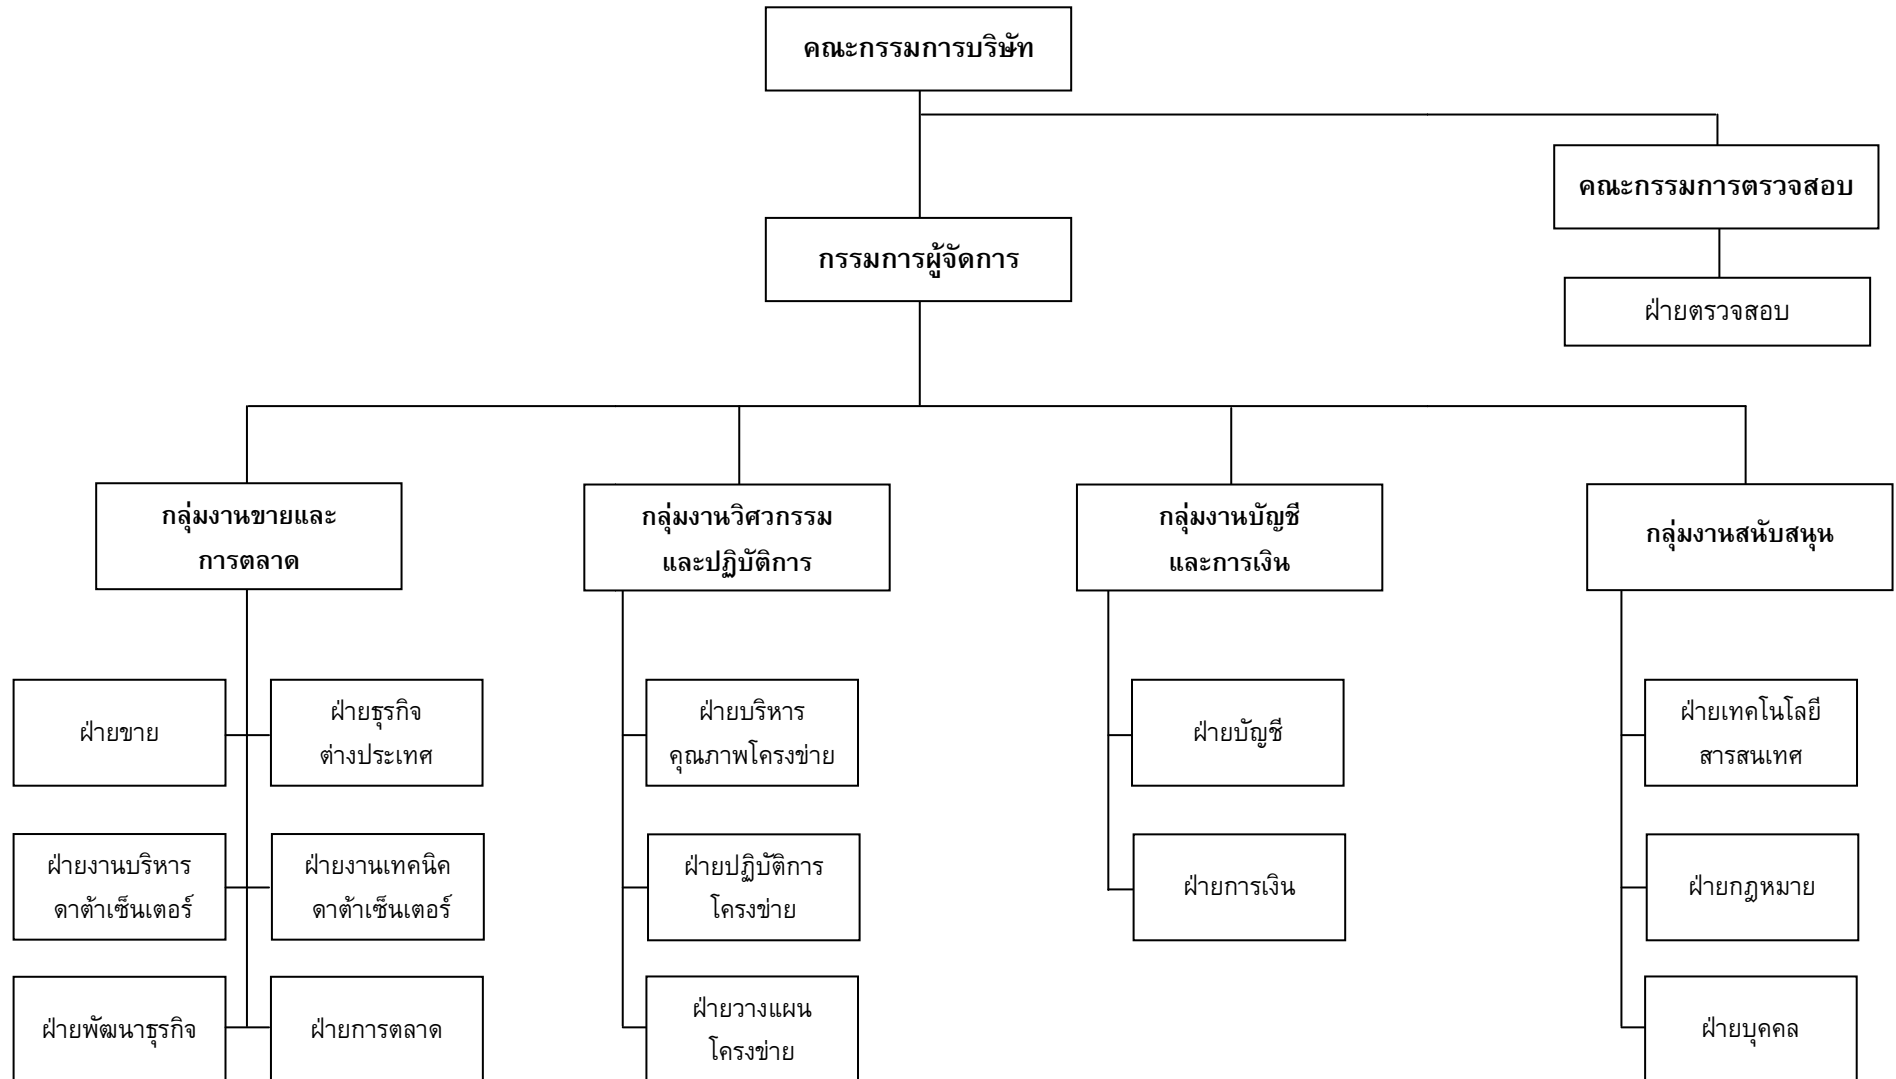 คณะกรรมการบริษัท
คณะกรรมการตรวจสอบ
กรรมการผู้จัดการ
ฝ่ายตรวจสอบ
กลุ่มงานขายและ
การตลาด
กลุ่มงานวิศวกรรม
และปฏิบัติการ
กลุ่มงานบัญชี
และการเงิน
กลุ่มงานสนับสนุน
ฝ่ายขาย
ฝ่ายธุรกิจ
ต่างประเทศ
ฝ่ายบริหาร
คุณภาพโครงข่าย
ฝ่ายบัญชี
ฝ่ายเทคโนโลยี
สารสนเทศ
ฝ่ายงานบริหาร
ดาต้าเซ็นเตอร์
ฝ่ายงานเทคนิค
ดาต้าเซ็นเตอร์
ฝ่ายปฏิบัติการ
โครงข่าย
ฝ่ายการเงิน
ฝ่ายกฎหมาย
ฝ่ายพัฒนาธุรกิจ
ฝ่ายการตลาด
ฝ่ายวางแผน
โครงข่าย
ฝ่ายบุคคล